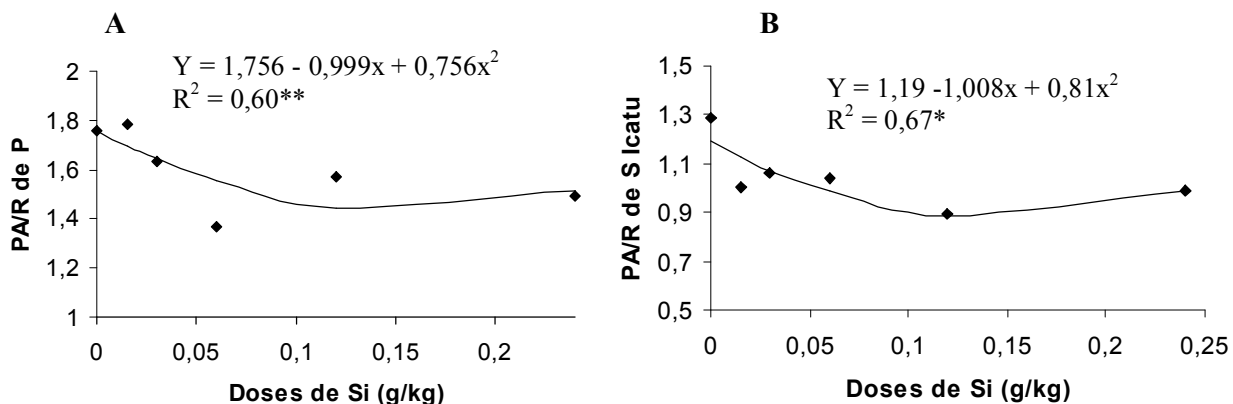 A
Y = 1,756 - 0,999x + 0,756x²
R² = 0,60**
PA/R de P
2
1,8
1,6
1,4
1,2
1
0
0,05
0,1
0,15
0,2
Doses de Si (g/kg)
B
Y = 1,19 -1,008x + 0,81x²
R² = 0,67*
PA/R de S Icatu
1,5
1,3
1,1
0,9
0,7
0,5
0
0,05
0,1
0,15
0,2
0,25
Doses de Si (g/kg)